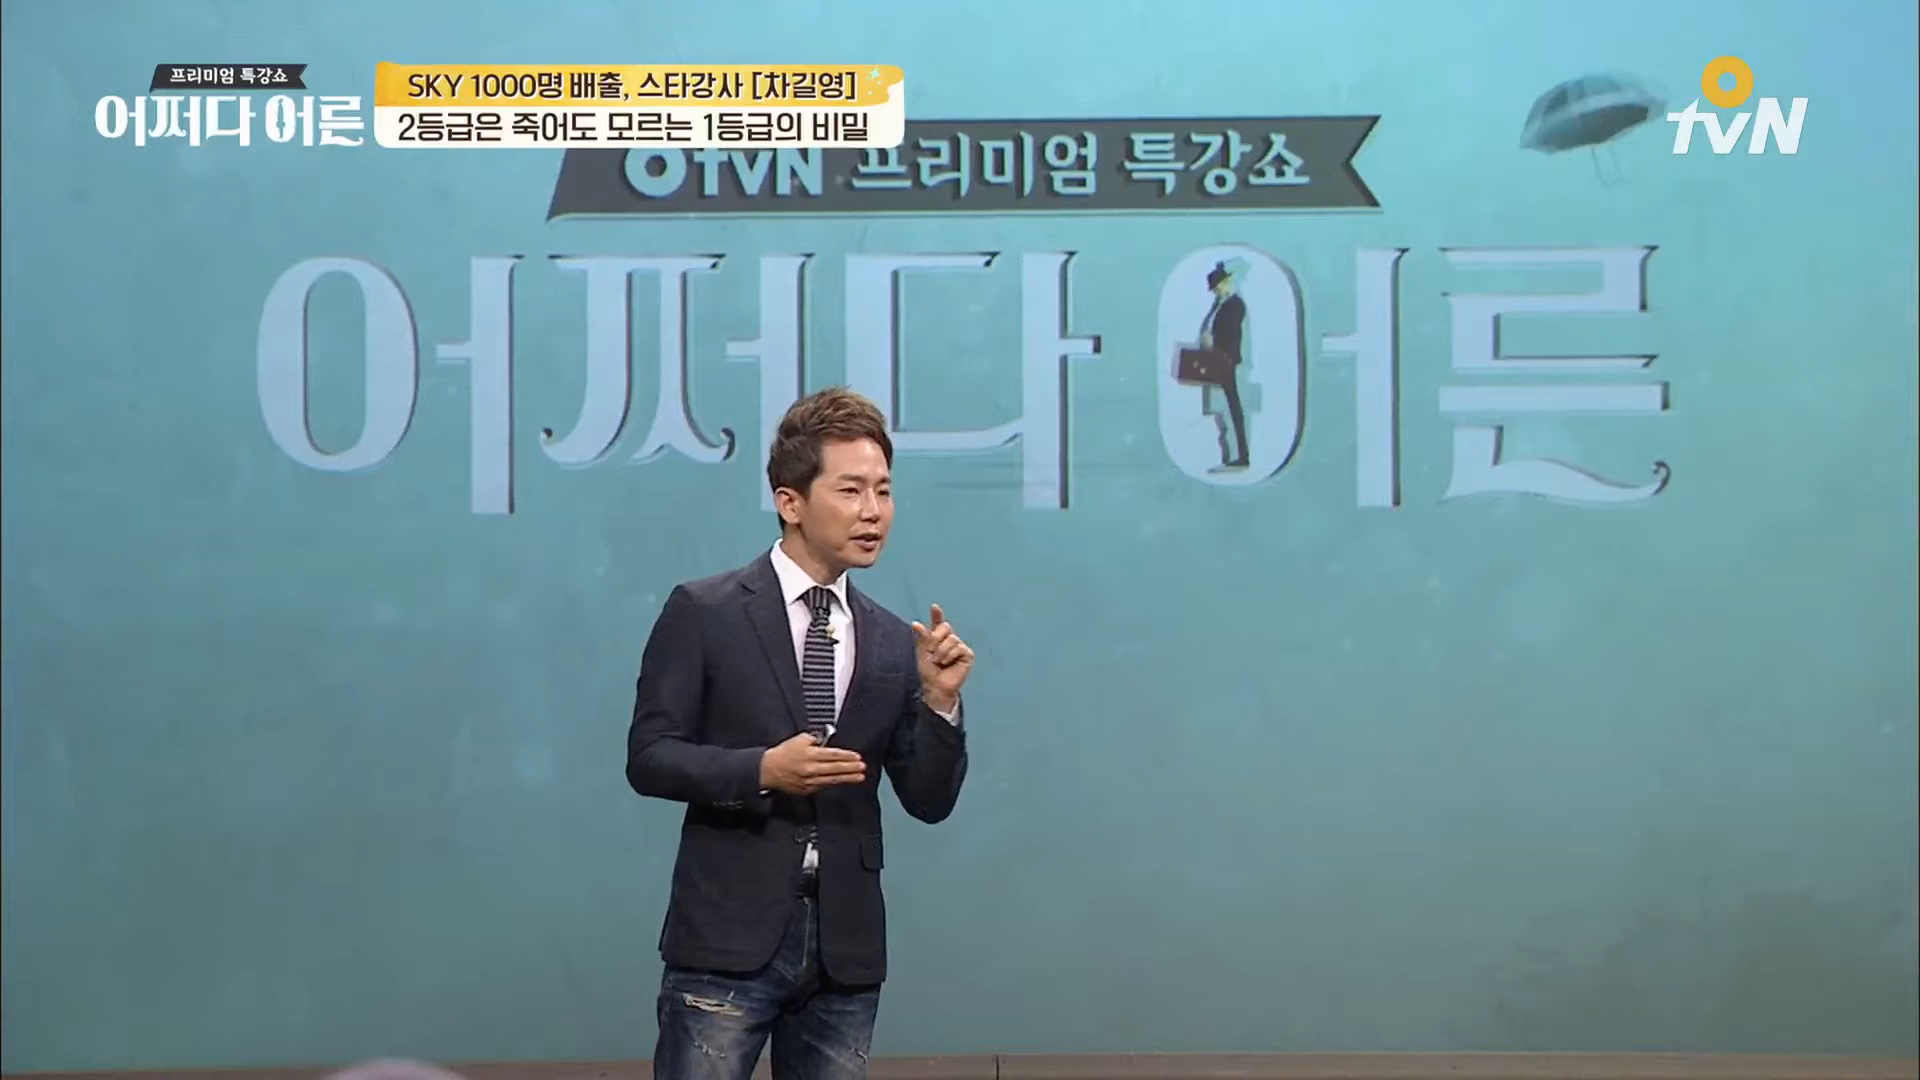 프리미엄 특강쇼
어쩌다 어른
SKY 1000명 배출, 스타강사 [차길영]
2등급은 죽어도 모르는 1등급의 비밀
O tvN
OtvN 프리미엄 특강쇼
어쩌다 어른